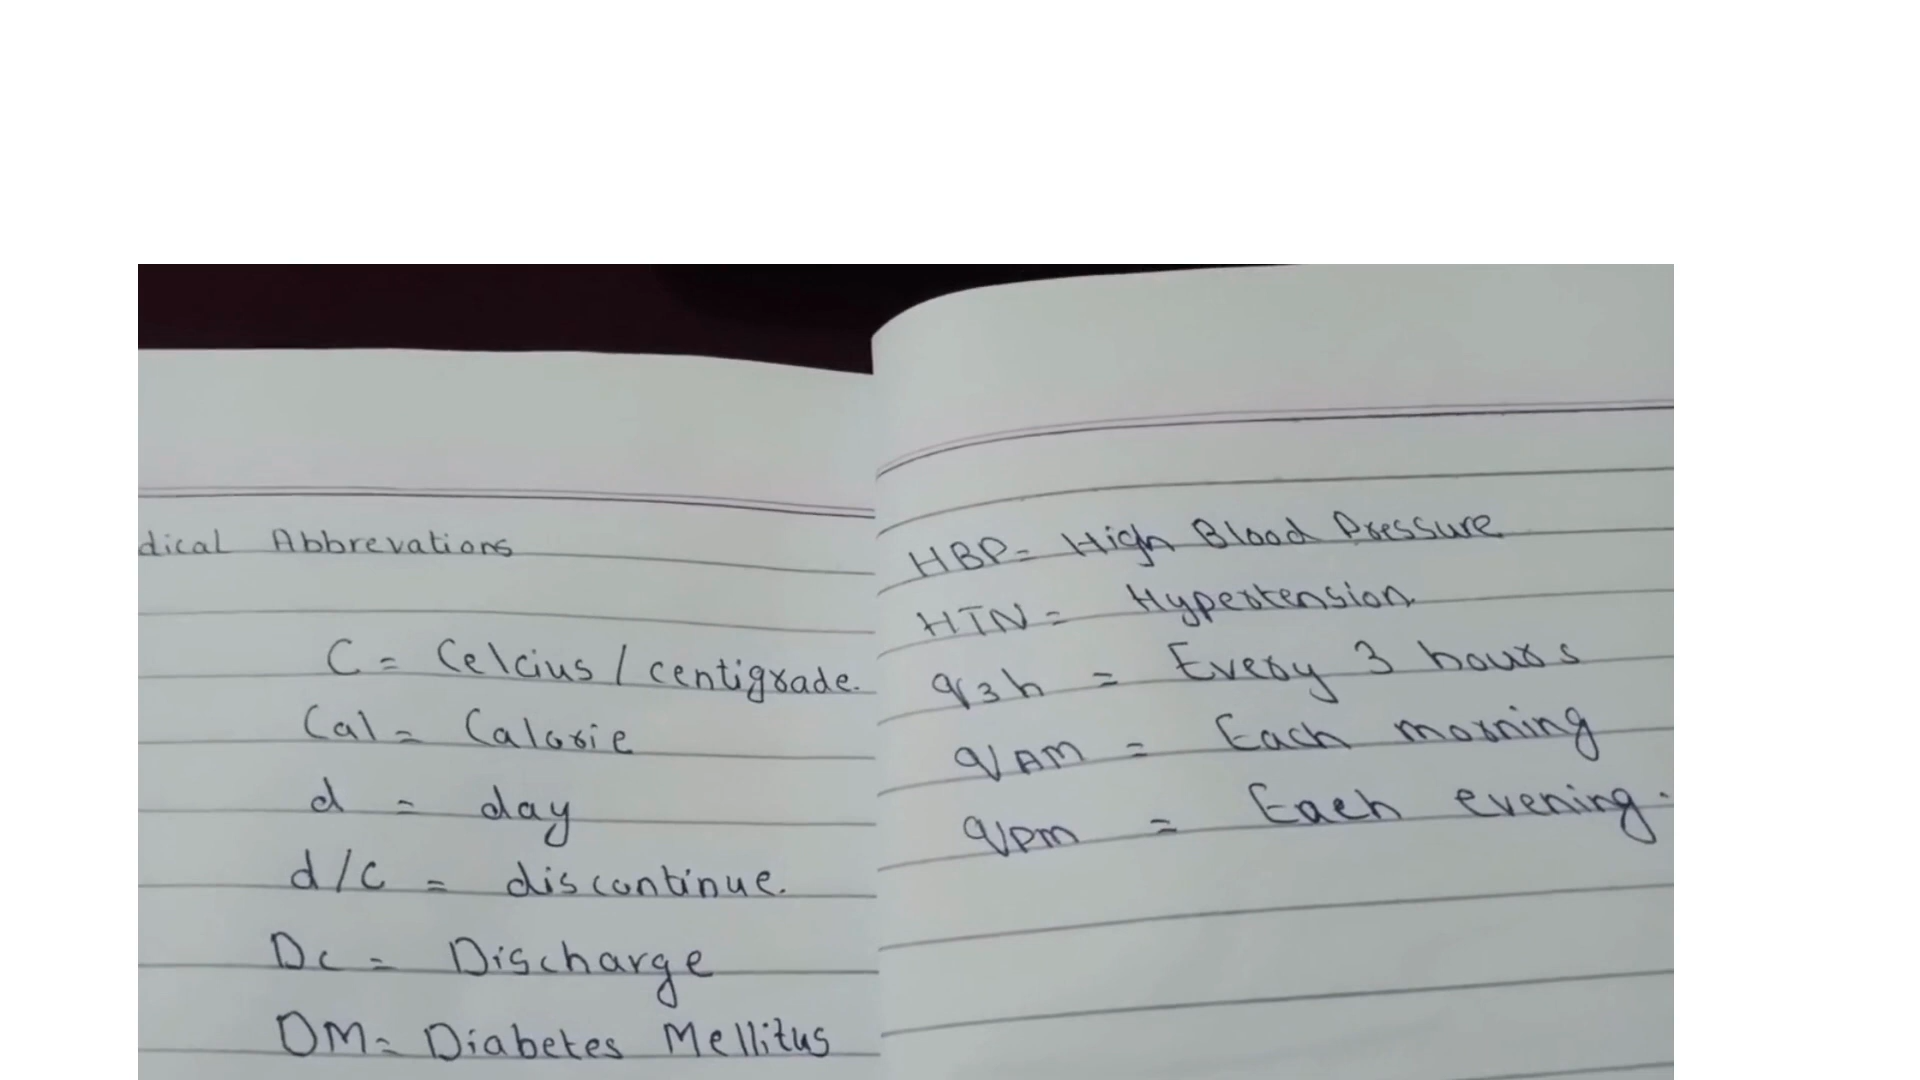 dical Abbrevations
C = Celcius / centigrade.
Cal = Calorie
d = day
d/c = discontinue.
Dc = Discharge
DM = Diabetes Mellitus
HBP = High Blood Pressure
HTN = Hypertension.
q3h = Every 3 hours
qAM = Each morning
qPM = Each evening.